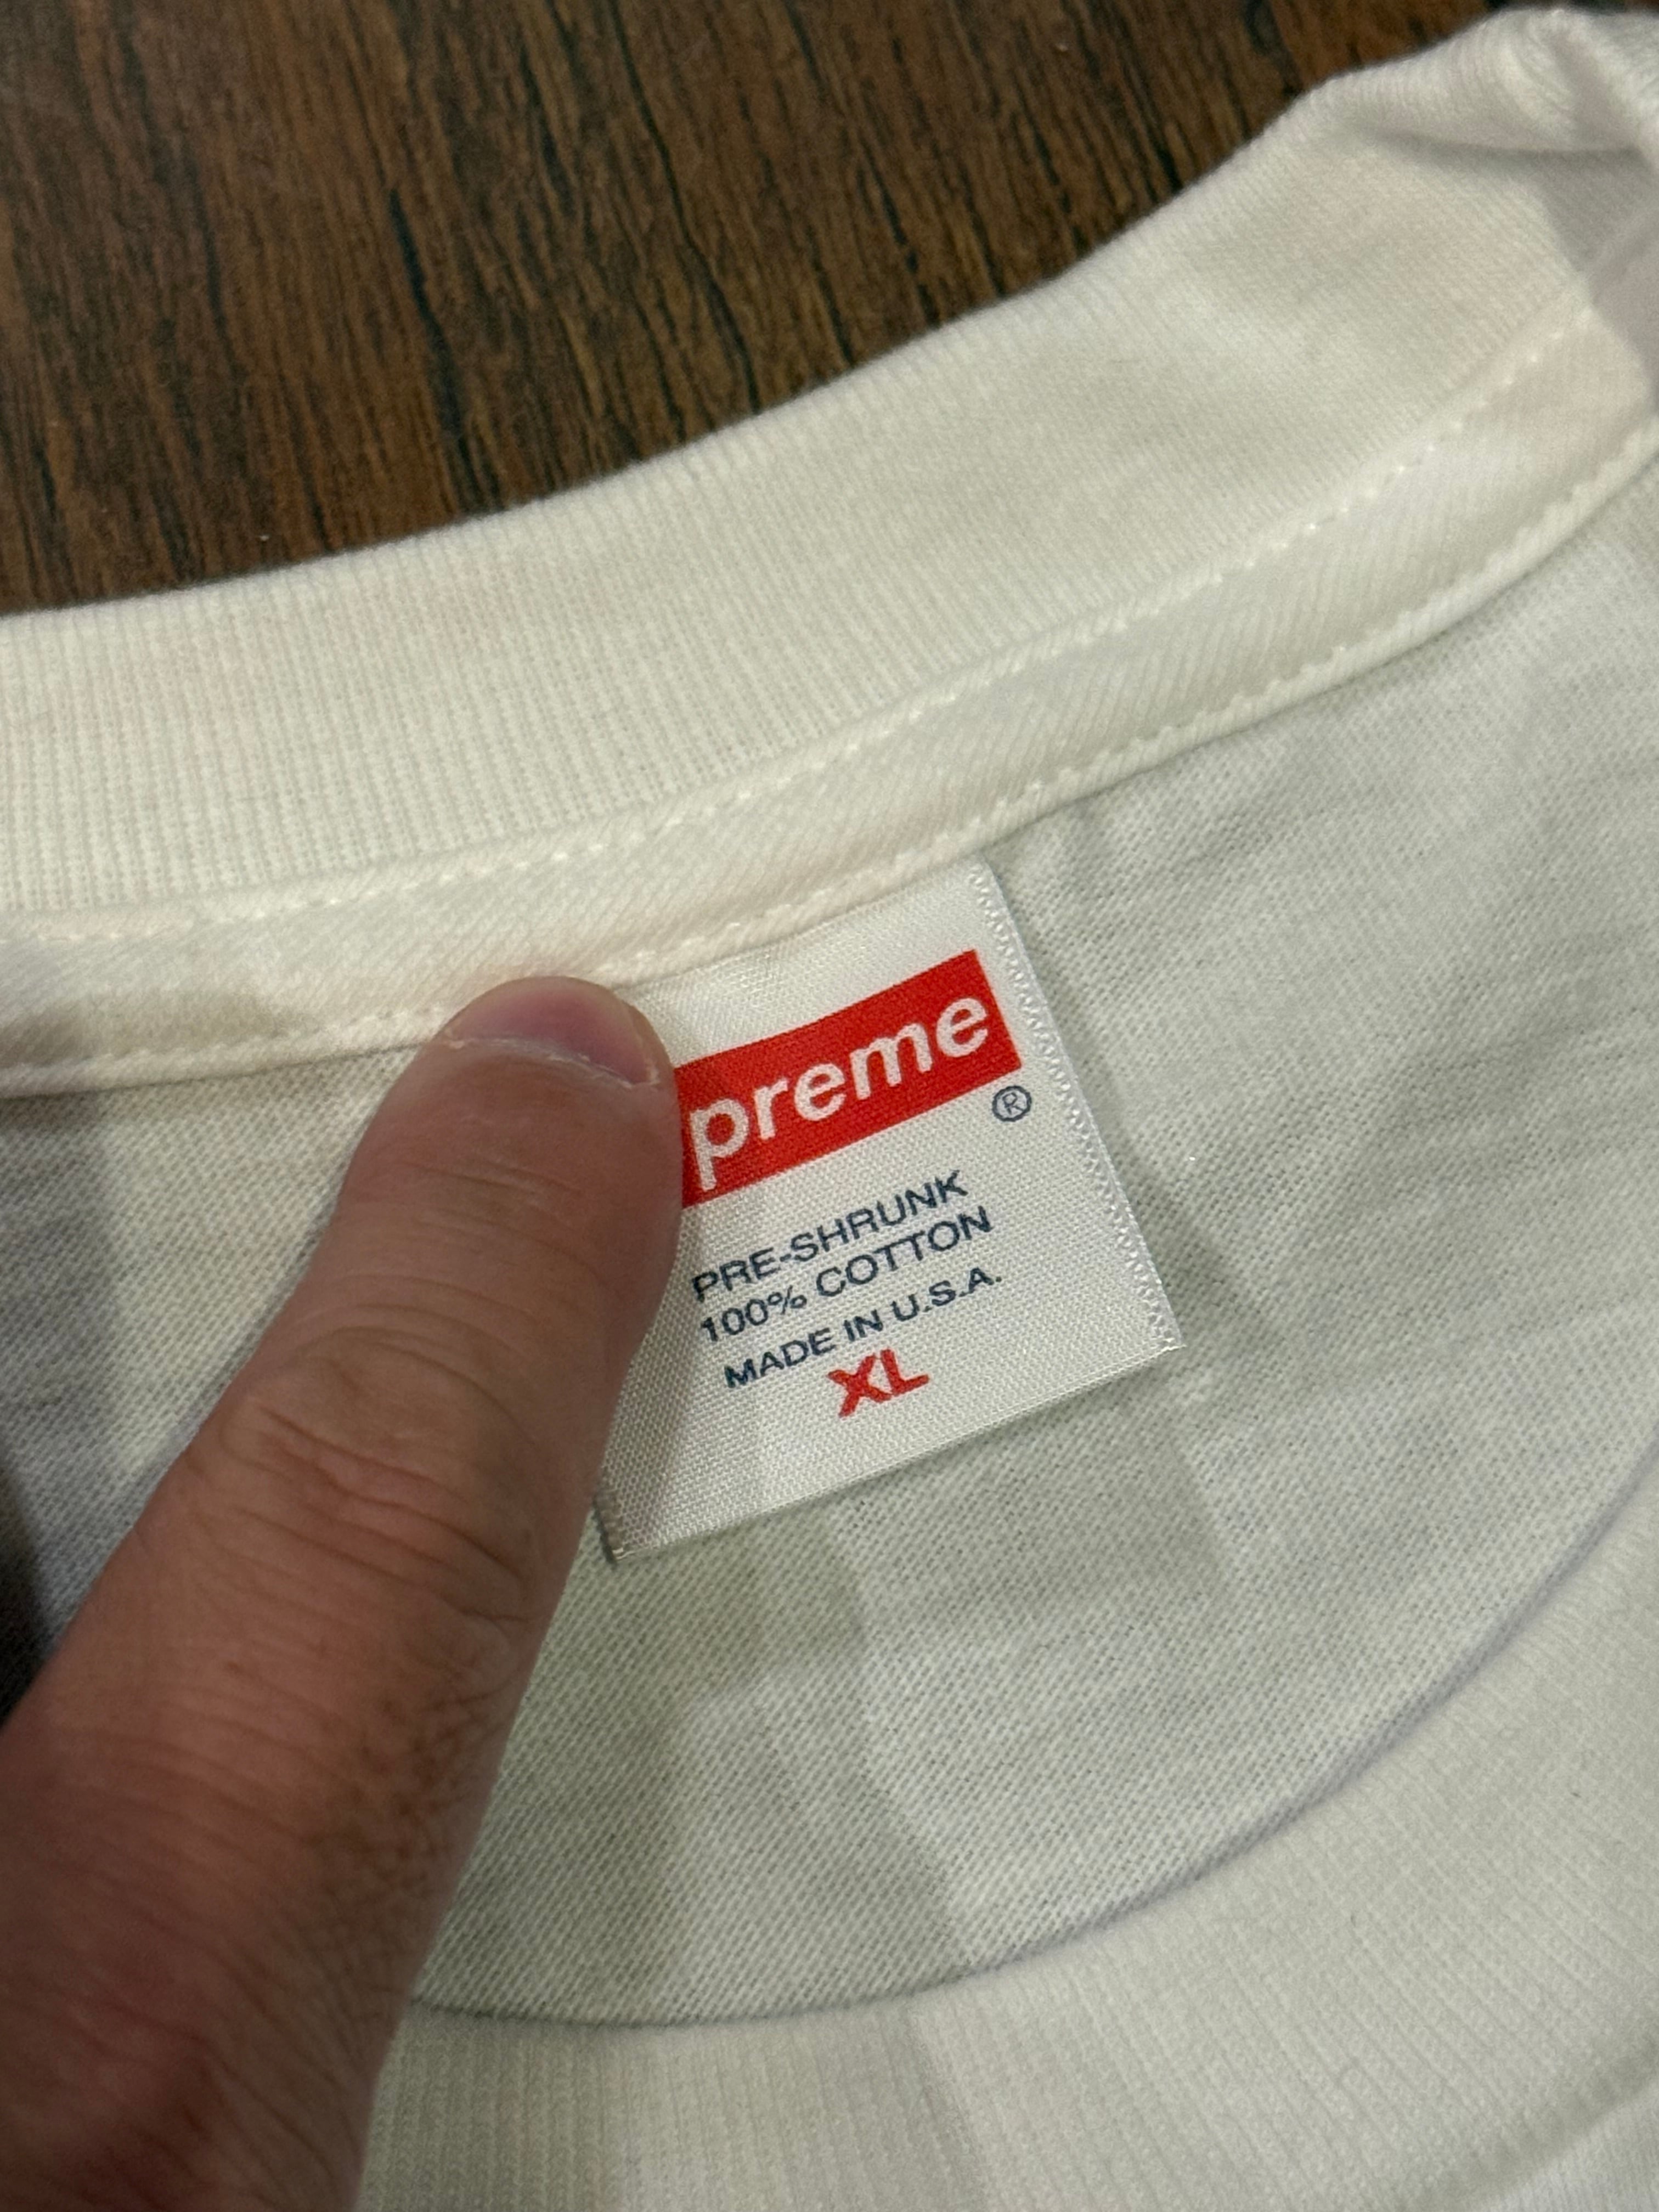 preme
®
PRE-SHRUNK
100% COTTON
MADE IN U.S.A.
XL